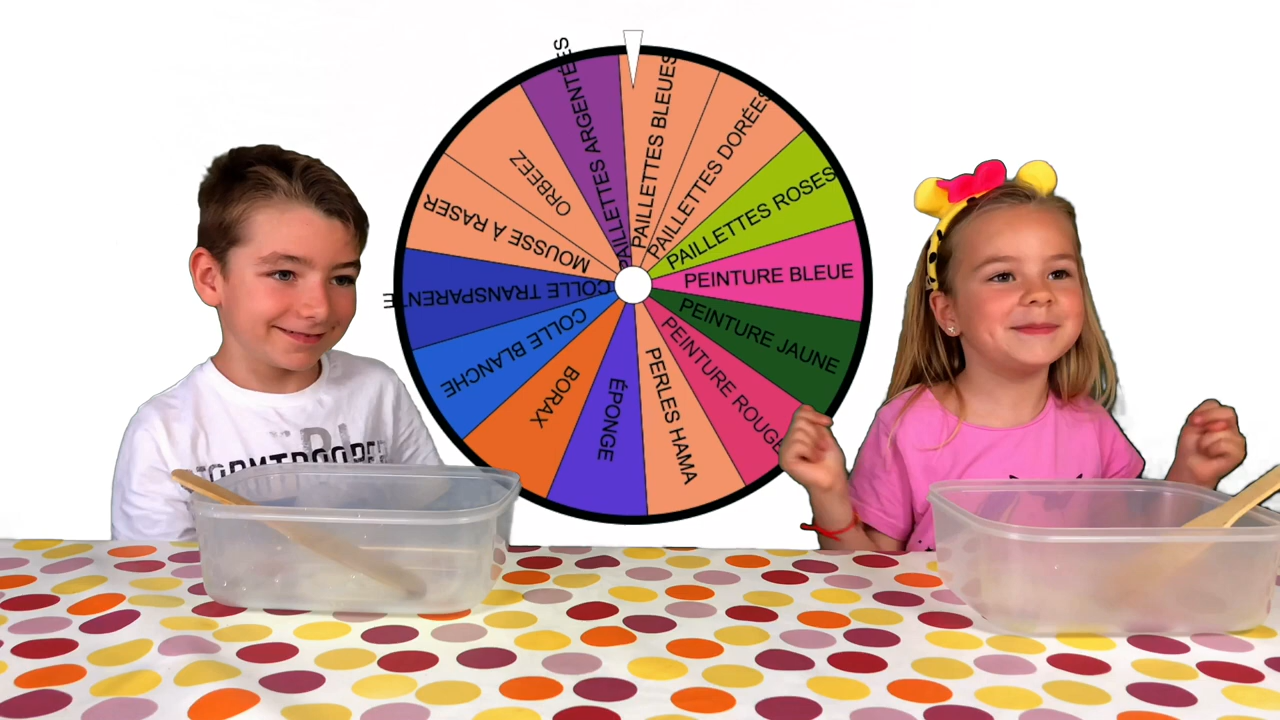 PAILLETTES BLEUES
PAILLETTES DORÉES
PAILLETTES ROSES
PEINTURE BLEUE
PEINTURE JAUNE
PEINTURE ROUGE
PERLES HAMA
ÉPONGE
BORAX
COLLE BLANCHE
COLLE TRANSPARENTE
MOUSSE À RASER
ORBEEZ
PAILLETTES ARGENTÉES